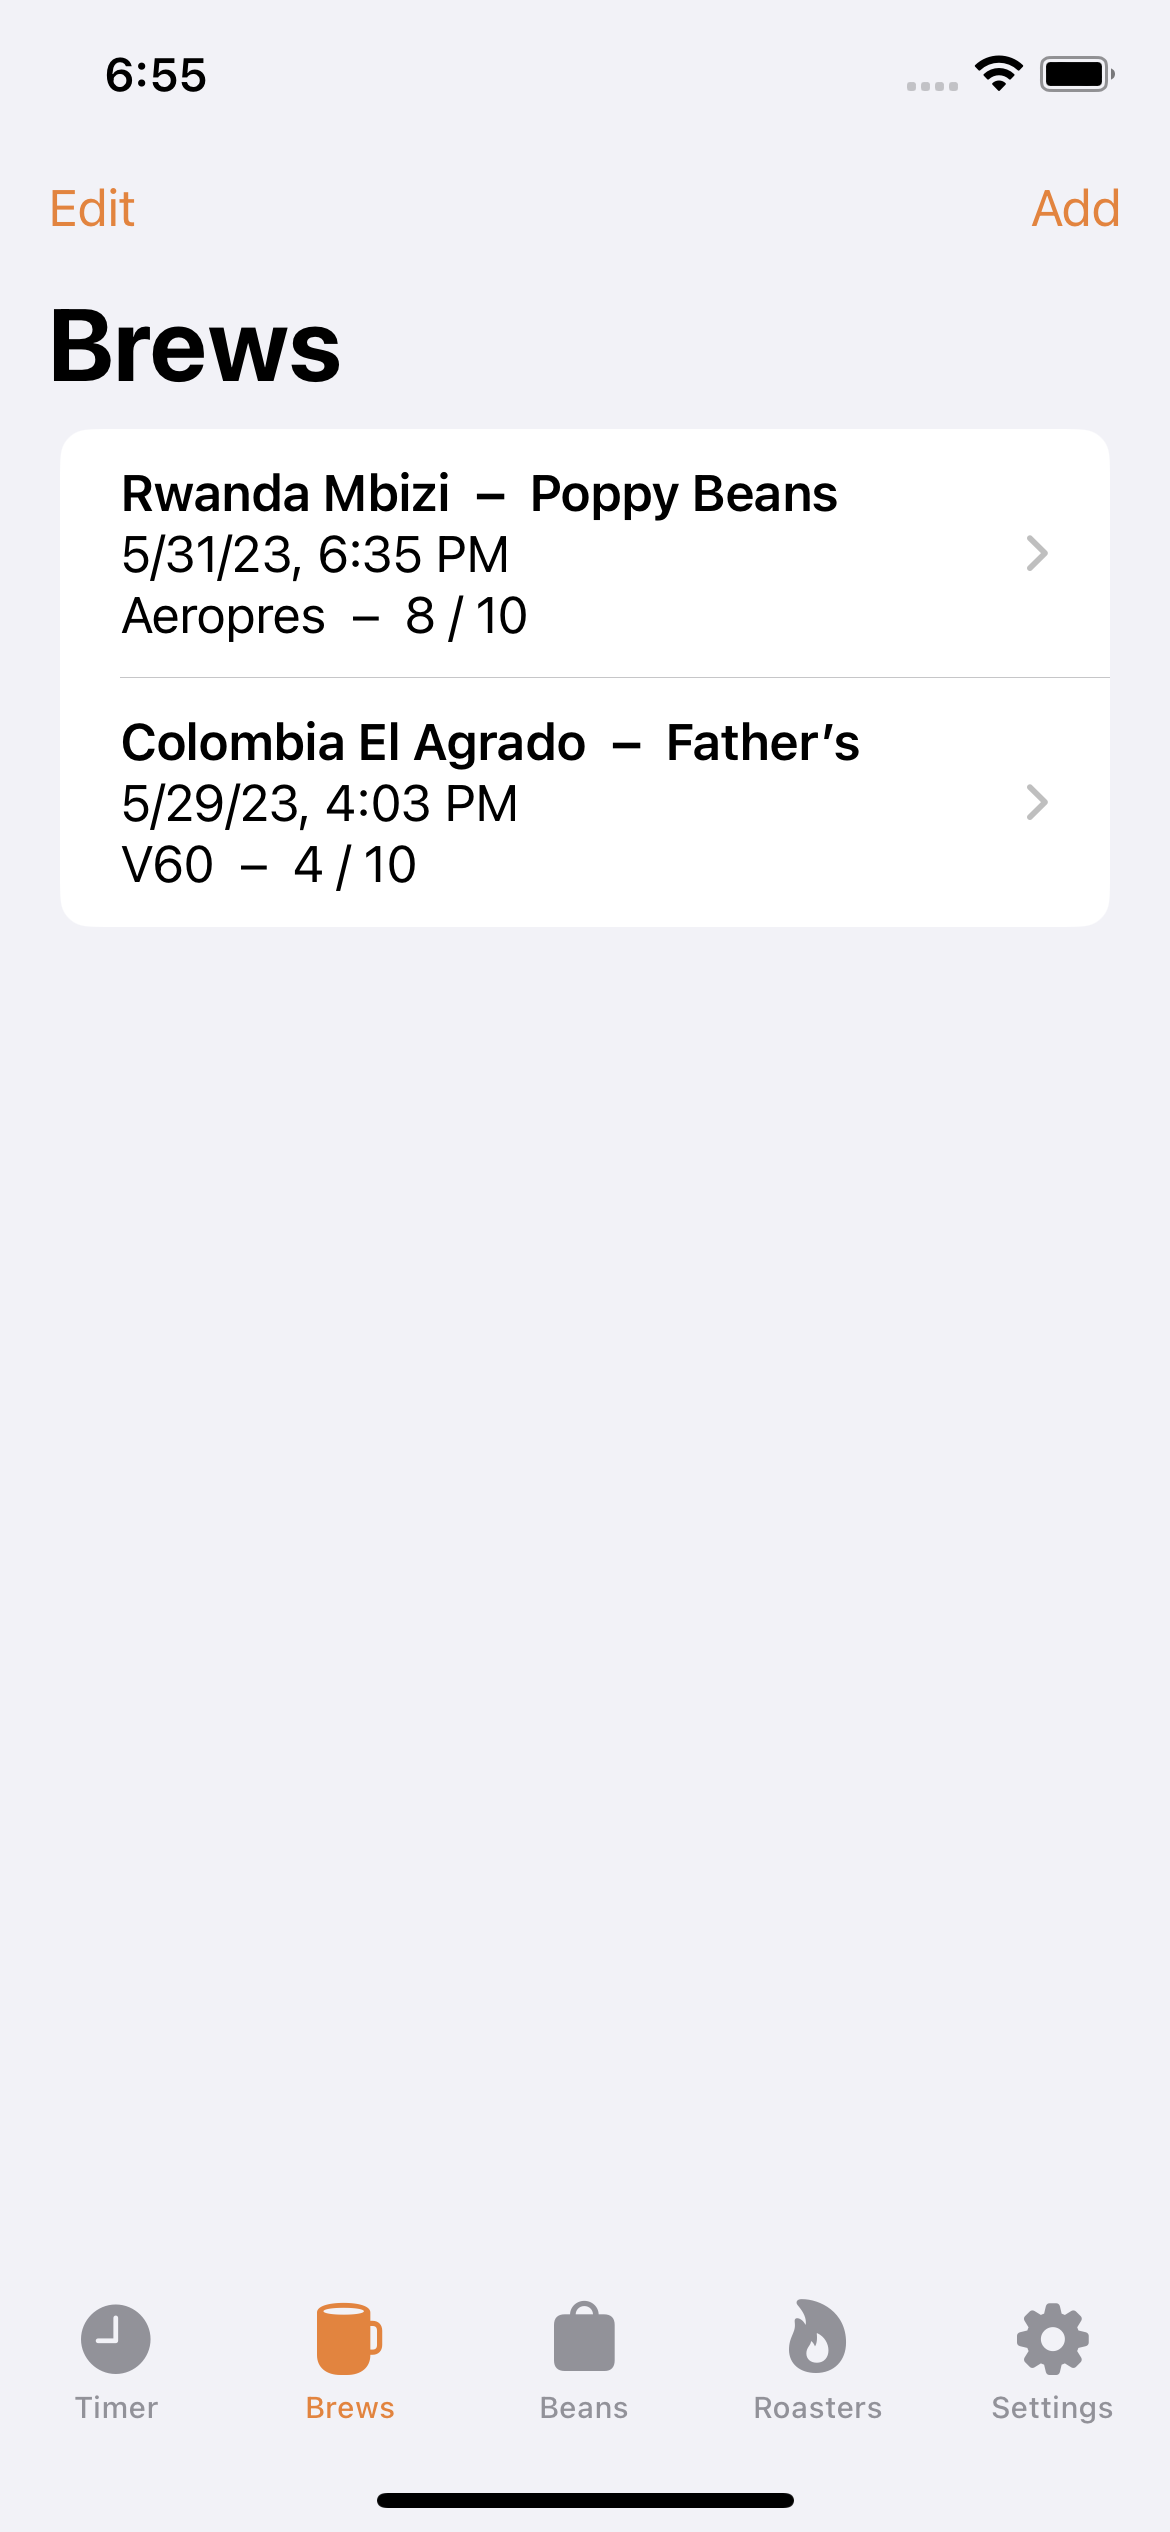 6:55
Edit
Add
Brews
Rwanda Mbizi – Poppy Beans
5/31/23, 6:35 PM
Aeropres – 8 / 10
Colombia El Agrado – Father’s
5/29/23, 4:03 PM
V60 – 4 / 10
Timer
Brews
Beans
Roasters
Settings